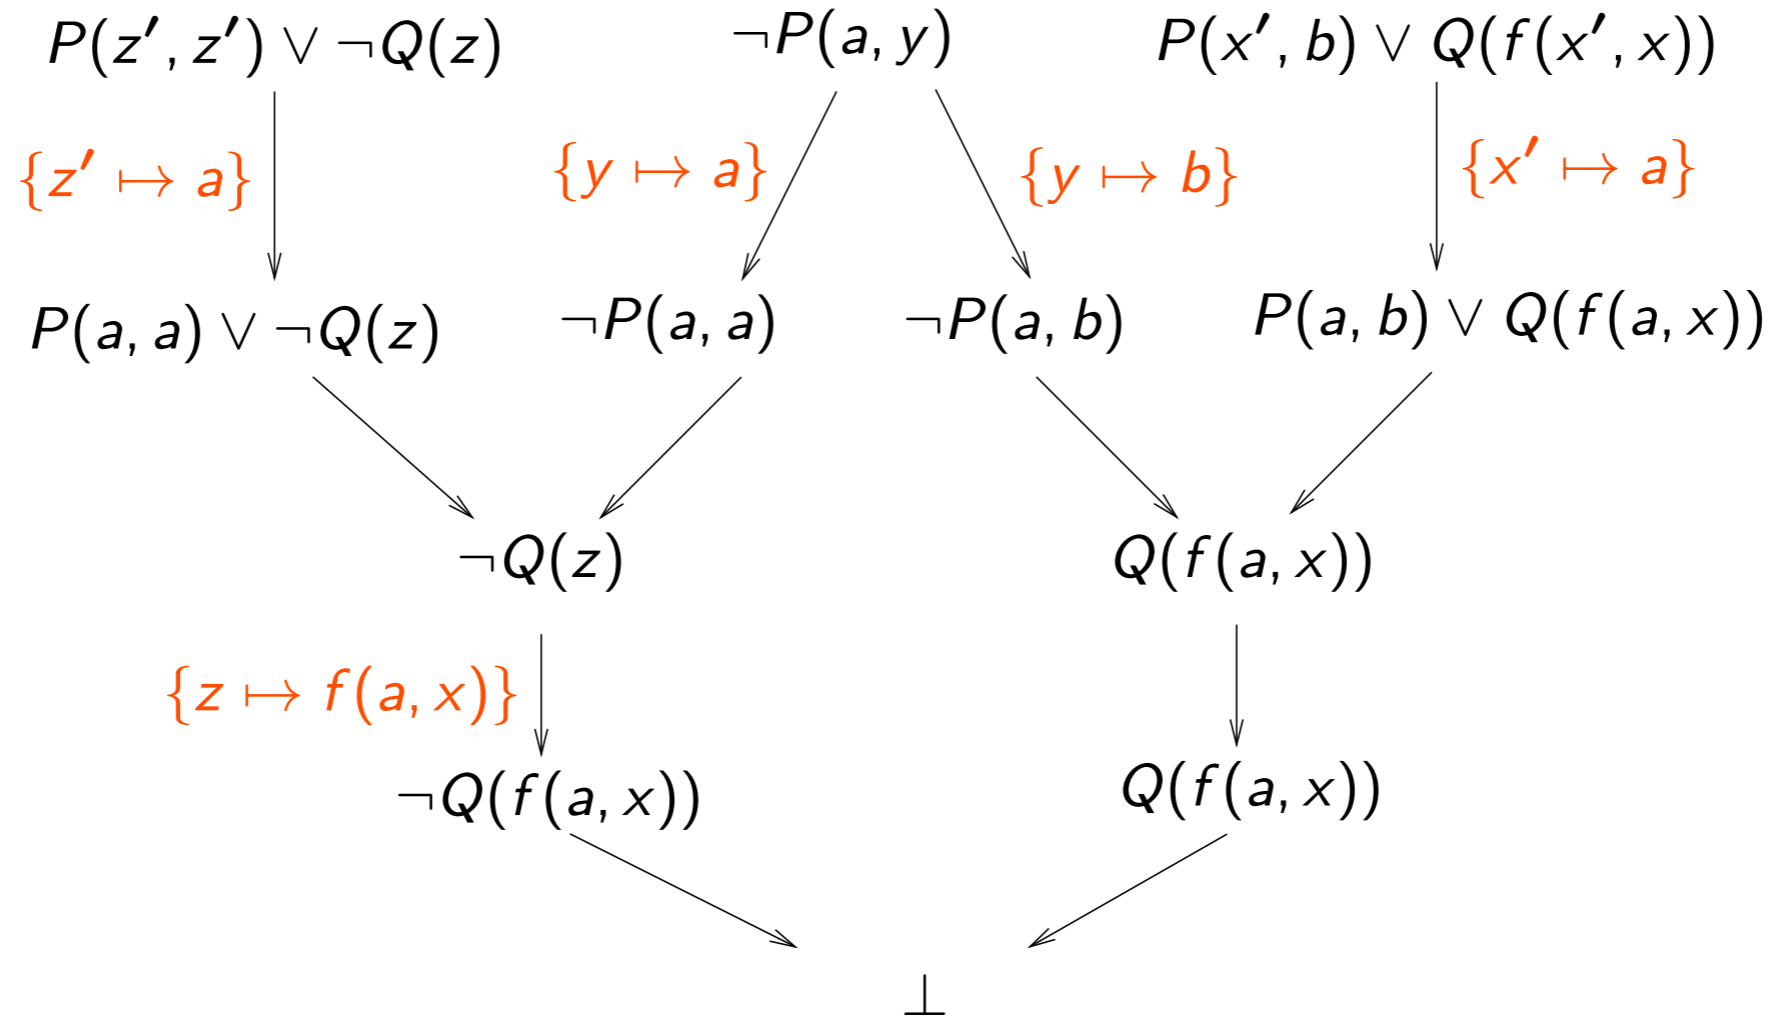 P(z′, z′) ∨ ¬Q(z) ¬P(a, y) P(x′, b) ∨ Q(f(x′, x))
{z′ ↦ a} {y ↦ a} {y ↦ b} {x′ ↦ a}
P(a, a) ∨ ¬Q(z) ¬P(a, a) ¬P(a, b) P(a, b) ∨ Q(f(a, x))
¬Q(z) Q(f(a, x))
{z ↦ f(a, x)}
¬Q(f(a, x)) Q(f(a, x))
⊥